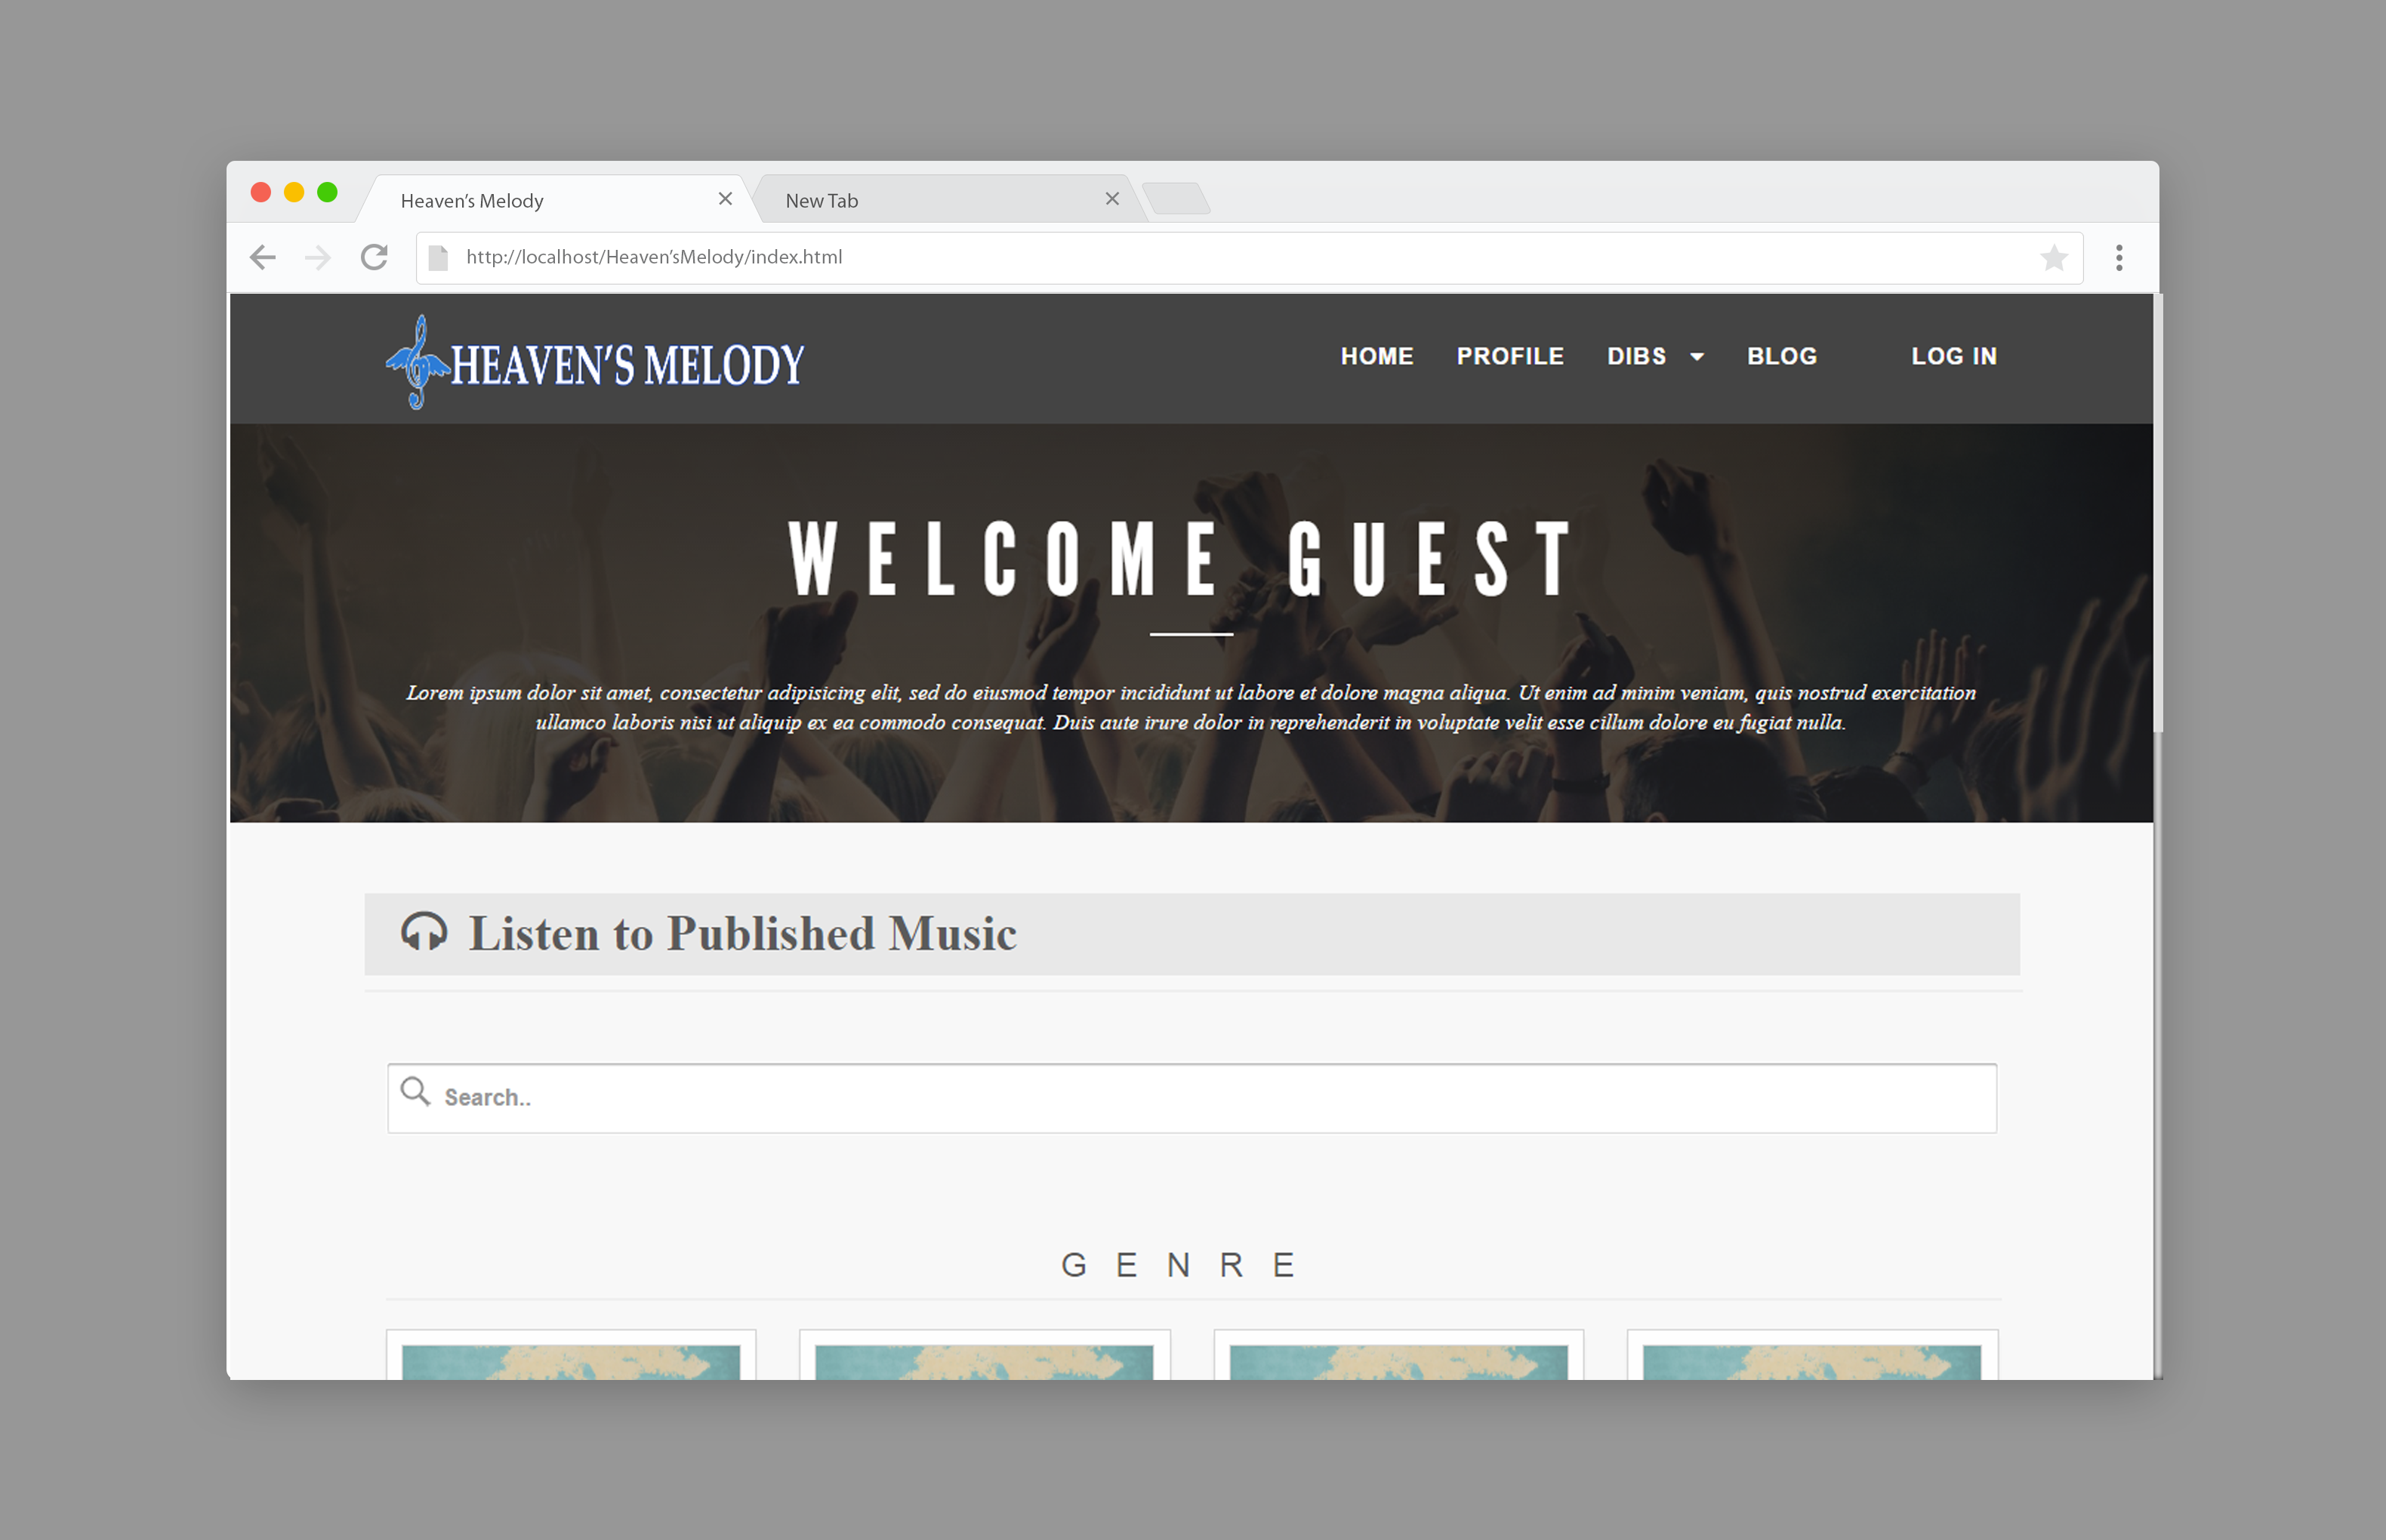 Heaven's Melody
New Tab
http://localhost/Heaven'sMelody/index.html
HEAVEN'S MELODY
HOME PROFILE DIBS BLOG LOG IN
WELCOME GUEST
Lorem ipsum dolor sit amet, consectetur adipisicing elit, sed do eiusmod tempor incididunt ut labore et dolore magna aliqua. Ut enim ad minim veniam, quis nostrud exercitation
ullamco laboris nisi ut aliquip ex ea commodo consequat. Duis aute irure dolor in reprehenderit in voluptate velit esse cillum dolore eu fugiat nulla.
Listen to Published Music
Search..
GENRE